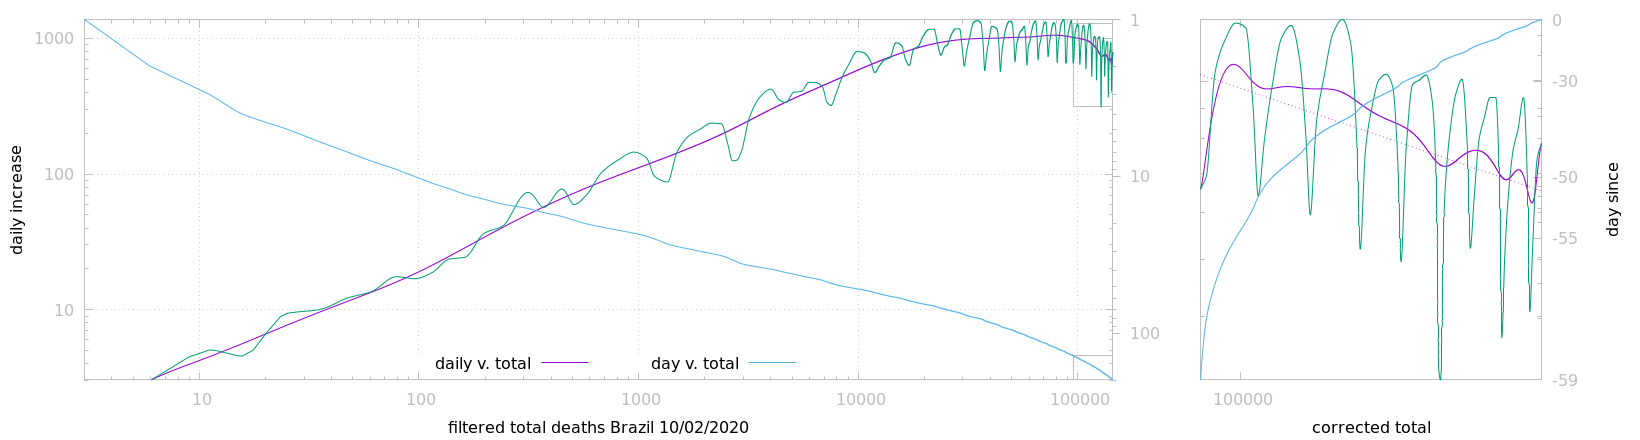 1000
100
10
daily increase
daily v. total
day v. total
10
100
1000
10000
100000
filtered total deaths Brazil 10/02/2020
1
10
100
0
-30
-50
-55
-59
day since
100000
corrected total